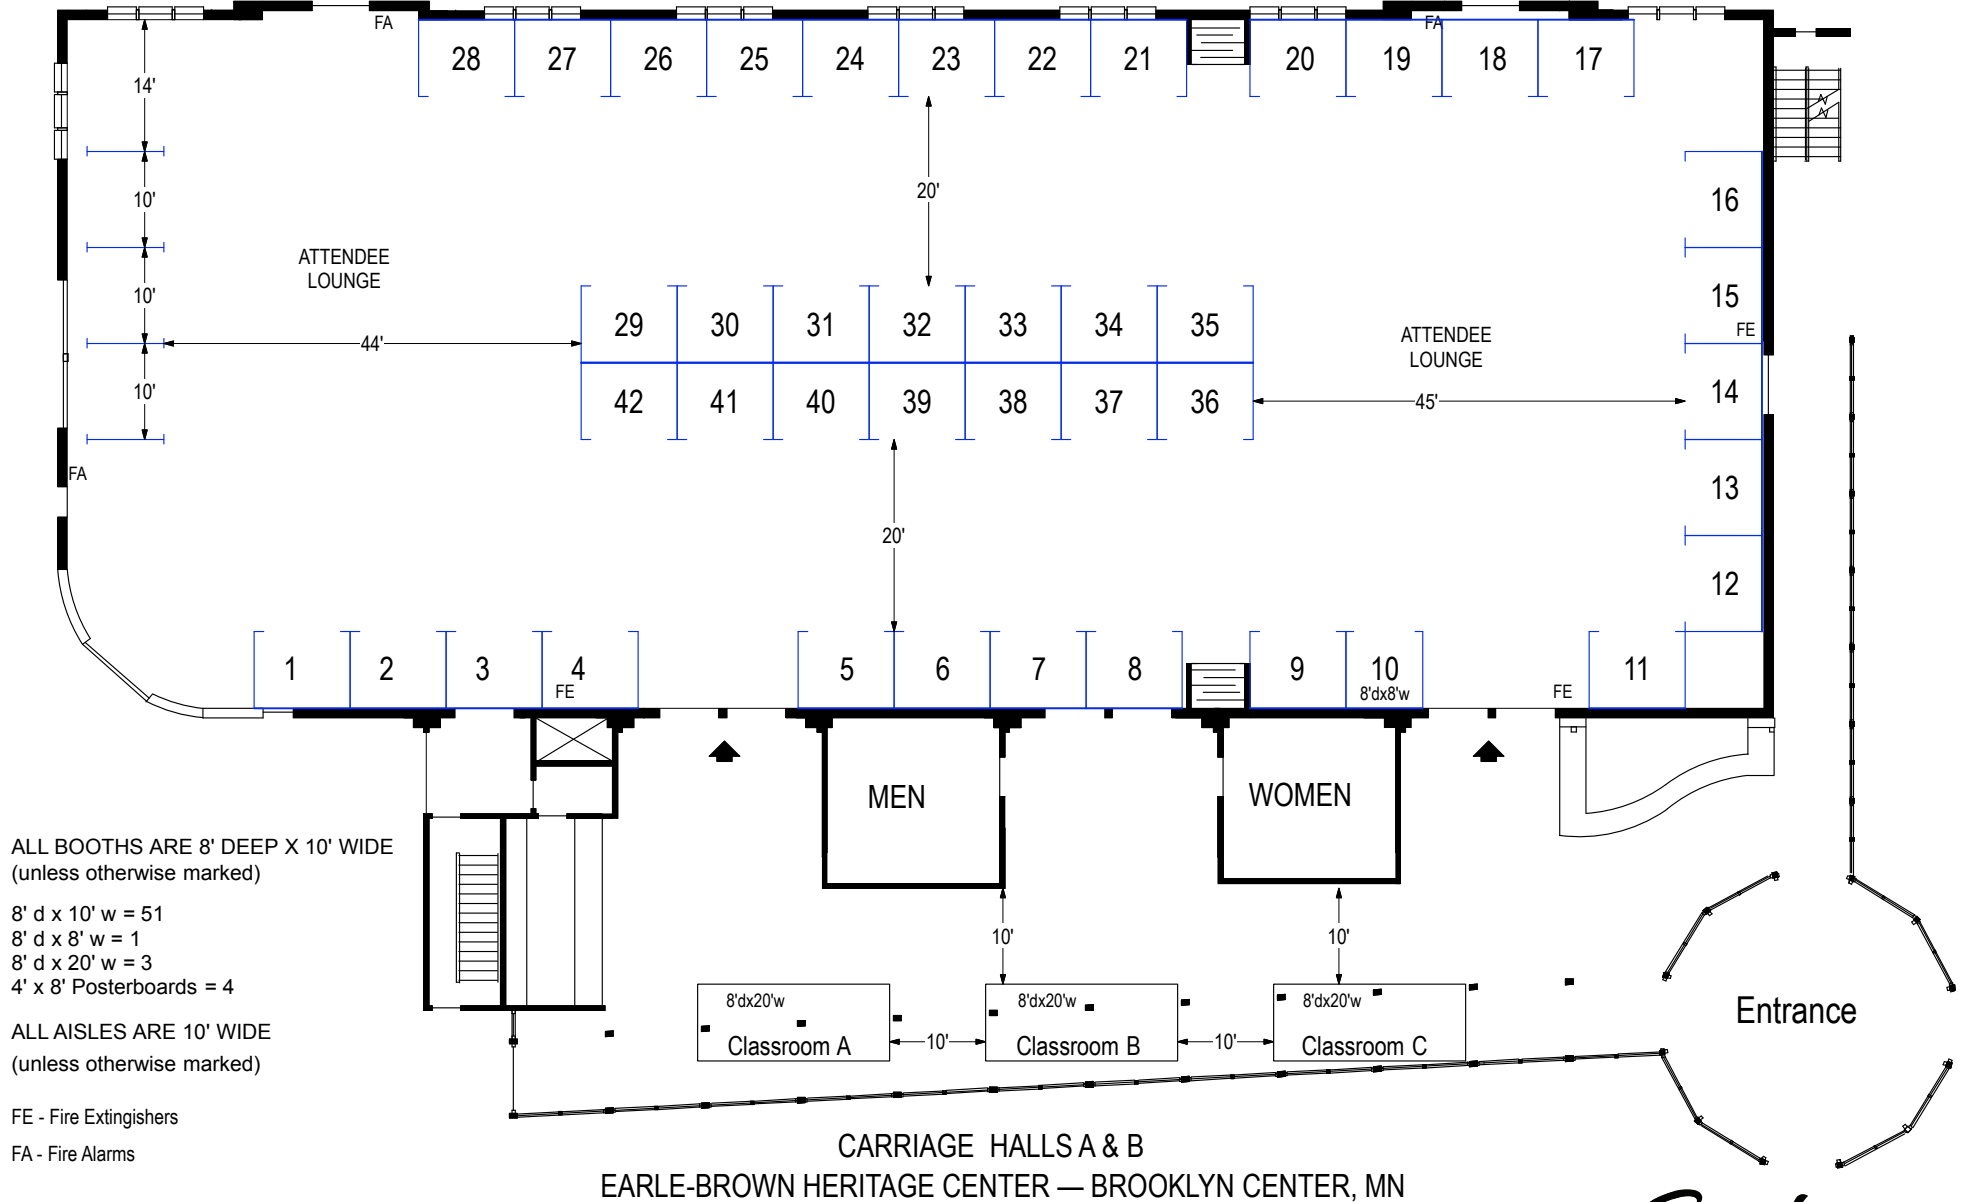 FA
FA
28 27 26 25 24 23 22 21 20 19 18 17
14'
10'
20'
16
ATTENDEE
LOUNGE
10'
15
FE
29 30 31 32 33 34 35
ATTENDEE
LOUNGE
44'
10'
42 41 40 39 38 37 36
45'
14
FA
13
20'
12
1 2 3 4 5 6 7 8 9 10 11
FE
8'dx8'w
FE
MEN
WOMEN
ALL BOOTHS ARE 8' DEEP X 10' WIDE
(unless otherwise marked)
8' d x 10' w = 51
8' d x 8' w = 1
8' d x 20' w = 3
4' x 8' Posterboards = 4
ALL AISLES ARE 10' WIDE
(unless otherwise marked)
FE - Fire Extingishers
FA - Fire Alarms
10'
10'
8'dx20'w
Classroom A
10'
8'dx20'w
Classroom B
10'
8'dx20'w
Classroom C
Entrance
CARRIAGE HALLS A & B
EARLE-BROWN HERITAGE CENTER — BROOKLYN CENTER, MN